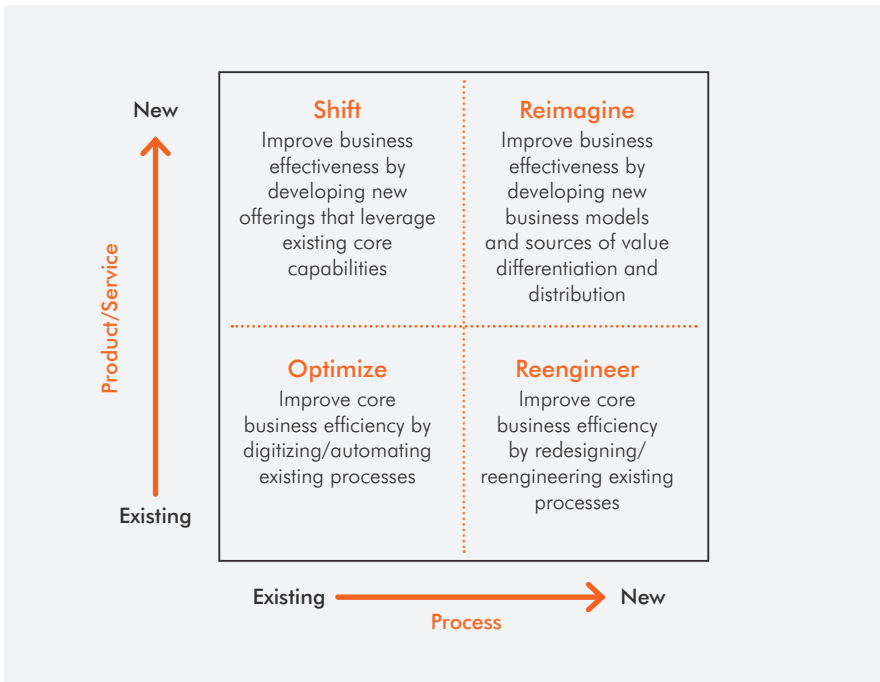 New
Shift
Improve business
effectiveness by
developing new
offerings that leverage
existing core
capabilities
Reimagine
Improve business
effectiveness by
developing new
business models
and sources of value
differentiation and
distribution
Product/Service
Optimize
Improve core
business efficiency by
digitizing/automating
existing processes
Reengineer
Improve core
business efficiency
by redesigning/
reengineering existing
processes
Existing
Existing
New
Process